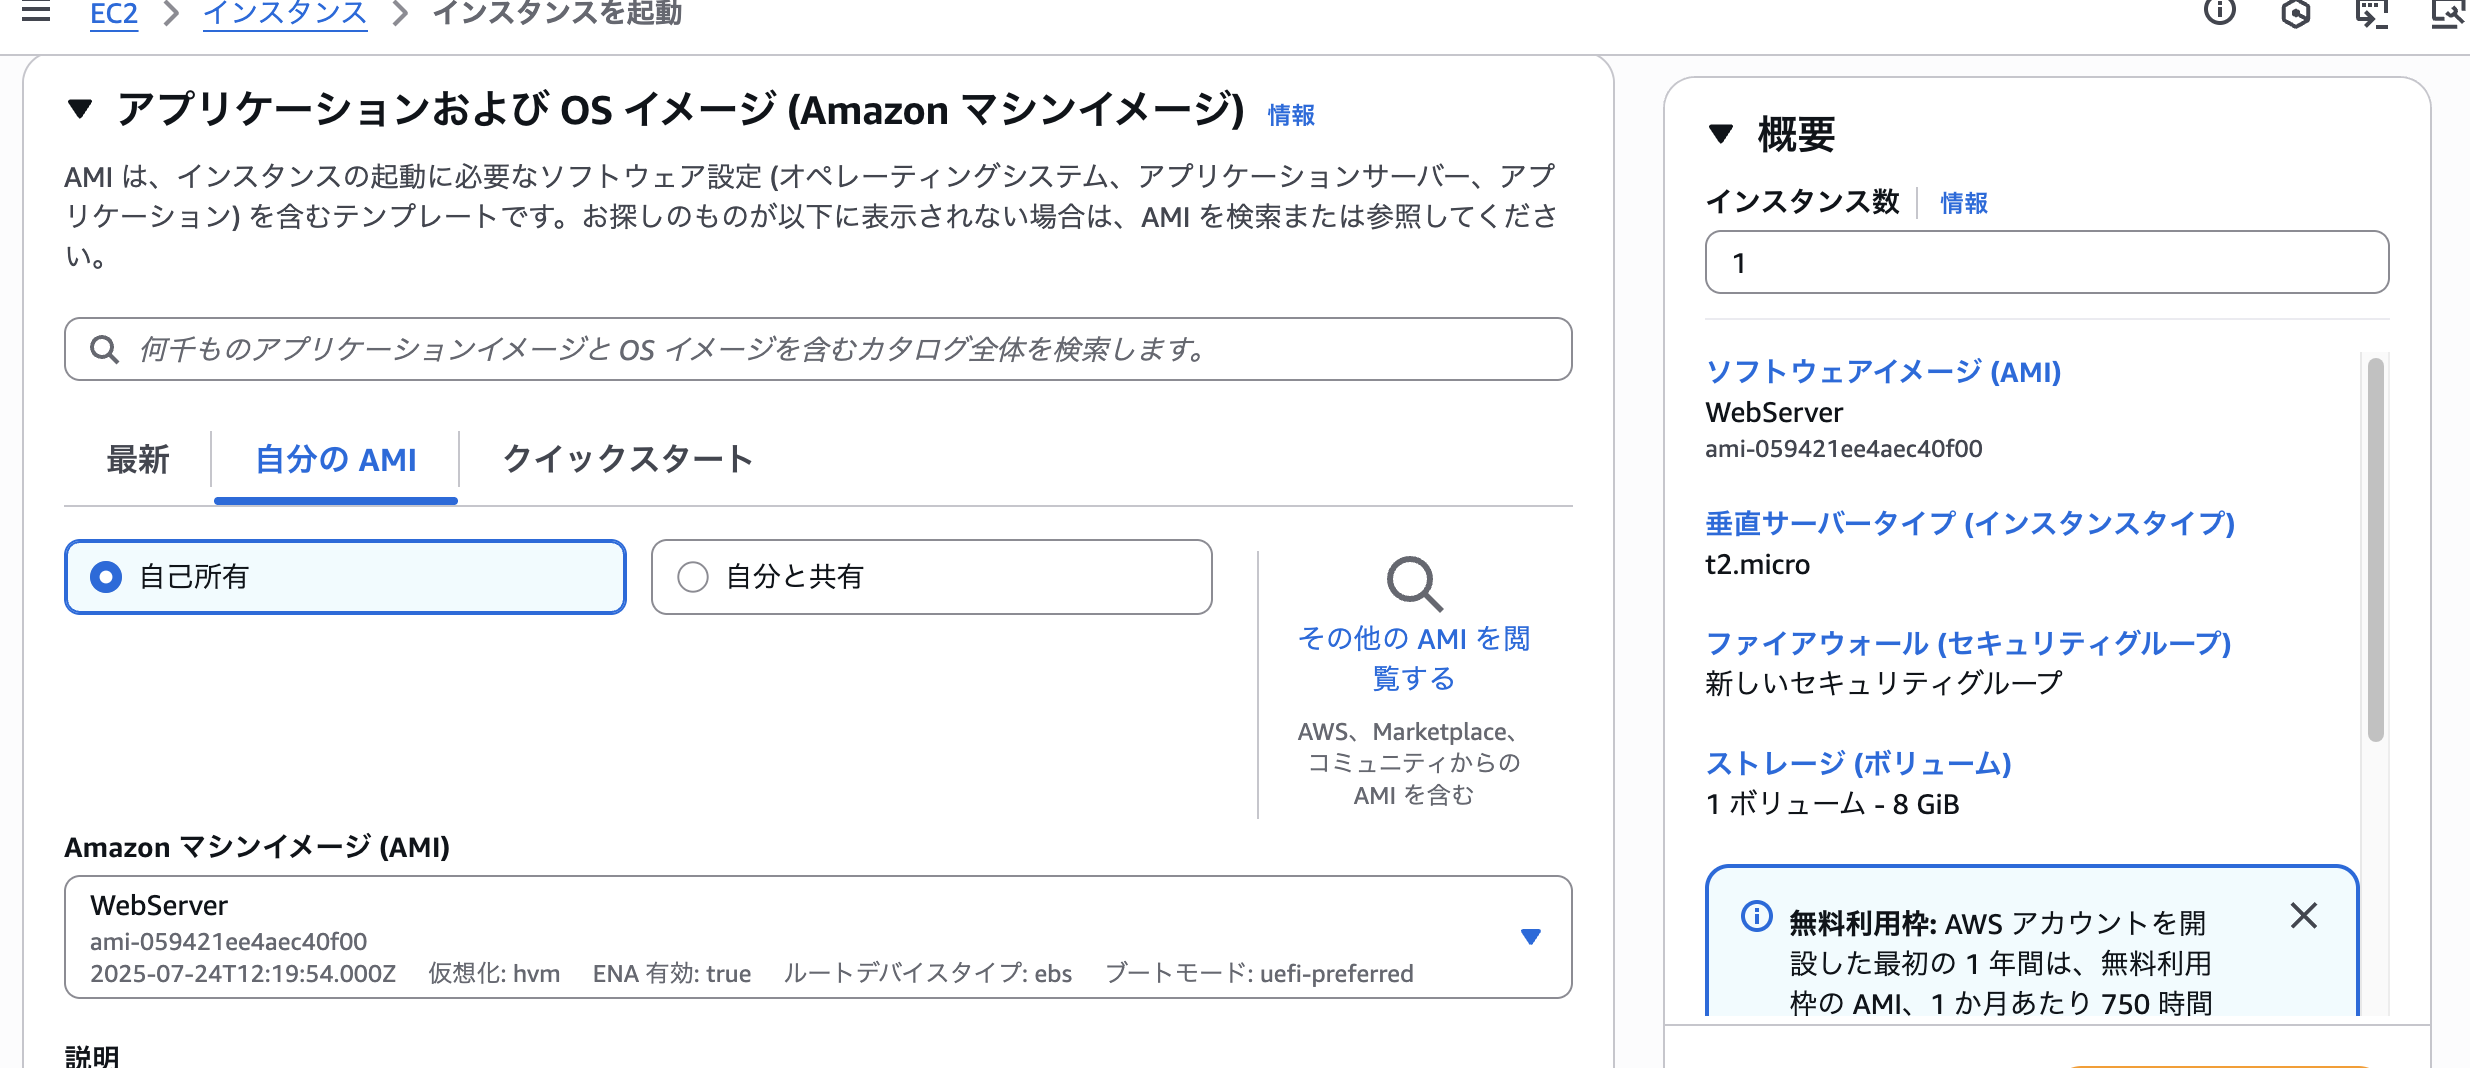 EC2 > インスタンス > インスタンスを起動
アプリケーションおよび OS イメージ (Amazon マシンイメージ) 情報
AMI は、インスタンスの起動に必要なソフトウェア設定 (オペレーティングシステム、アプリケーションサーバー、アプ
リケーション) を含むテンプレートです。お探しのものが以下に表示されない場合は、AMI を検索または参照してくださ
い。
何千ものアプリケーションイメージと OS イメージを含むカタログ全体を検索します。
最新
自分の AMI
クイックスタート
自己所有
自分と共有
その他の AMI を閲
覧する
AWS、Marketplace、
コミュニティからの
AMI を含む
Amazon マシンイメージ (AMI)
WebServer
ami-059421ee4aec40f00
2025-07-24T12:19:54.000Z 仮想化: hvm ENA 有効: true ルートデバイスタイプ: ebs ブートモード: uefi-preferred
説明
概要
インスタンス数 情報
1
ソフトウェアイメージ (AMI)
WebServer
ami-059421ee4aec40f00
垂直サーバータイプ (インスタンスタイプ)
t2.micro
ファイアウォール (セキュリティグループ)
新しいセキュリティグループ
ストレージ (ボリューム)
1 ボリューム - 8 GiB
無料利用枠: AWS アカウントを開
設した最初の 1 年間は、無料利用
枠の AMI、1 か月あたり 750 時間